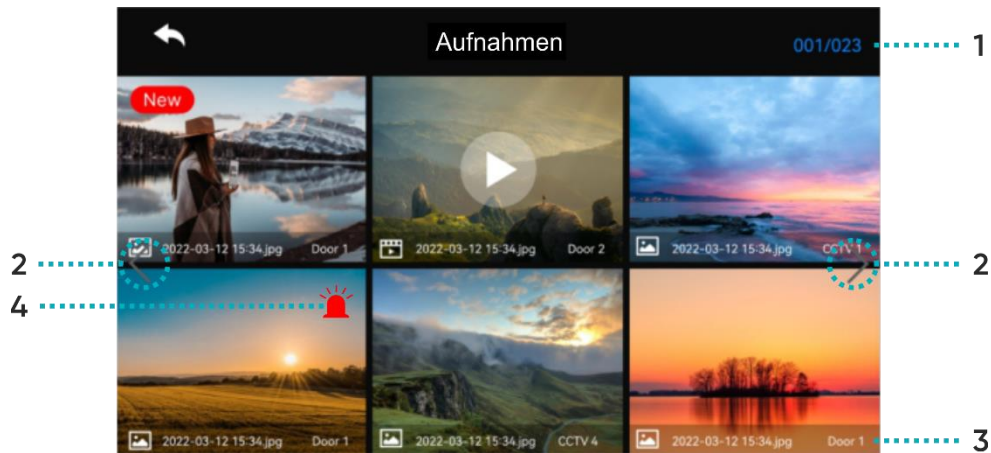 Aufnahmen
001/023
1
New
2022-03-12 15:34.jpg Door 1
2022-03-12 15:34.jpg Door 2
2022-03-12 15:34.jpg CCTV 1
2
2
4
2022-03-12 15:34.jpg Door 1
2022-03-12 15:34.jpg CCTV 4
2022-03-12 15:34.jpg Door 1
3